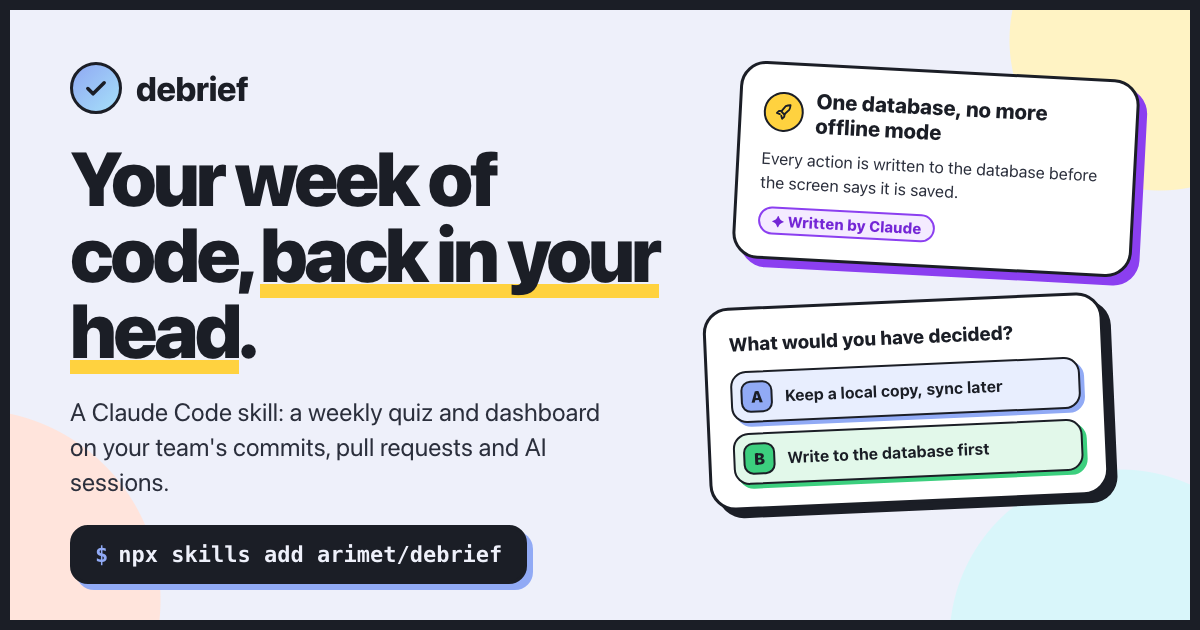 debrief
Your week of
code, back in your
head.
A Claude Code skill: a weekly quiz and dashboard
on your team's commits, pull requests and AI
sessions.
$ npx skills add arimet/debrief
One database, no more
offline mode
Every action is written to the database before
the screen says it is saved.
✦ Written by Claude
What would you have decided?
A Keep a local copy, sync later
B Write to the database first